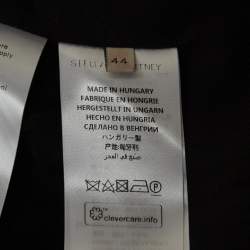 44
STELLA McCARTNEY
MADE IN HUNGARY
FABRIQUÉ EN HONGRIE
HERGESTELLT IN UNGARN
HECHO EN HUNGRIA
СДЕЛАНО В ВЕНГРИИ
ハンガリー製
产地：匈牙利
صنع في المجر
clevercare.info